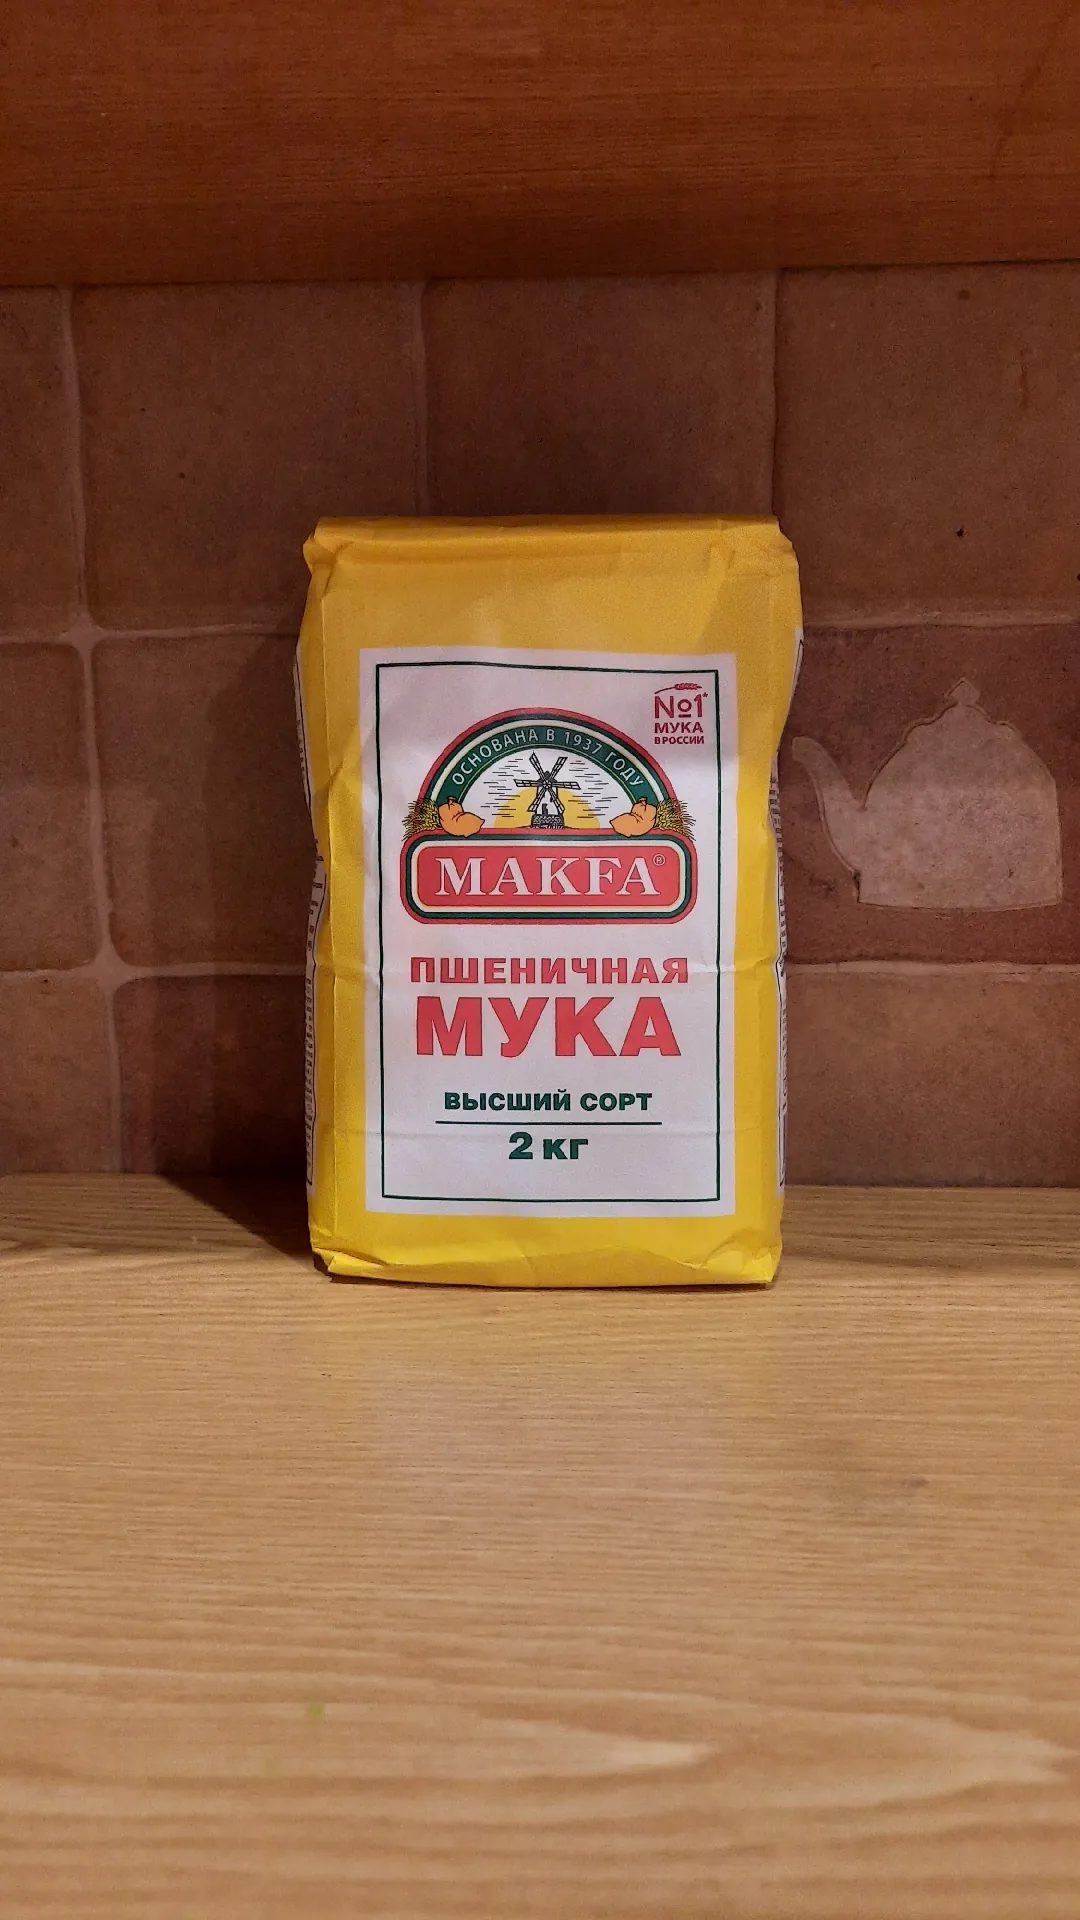 №1*
МУКА
В РОССИИ
ОСНОВАНА В 1937 ГОДУ
MAKFA®
ПШЕНИЧНАЯ
МУКА
ВЫСШИЙ СОРТ
2 КГ